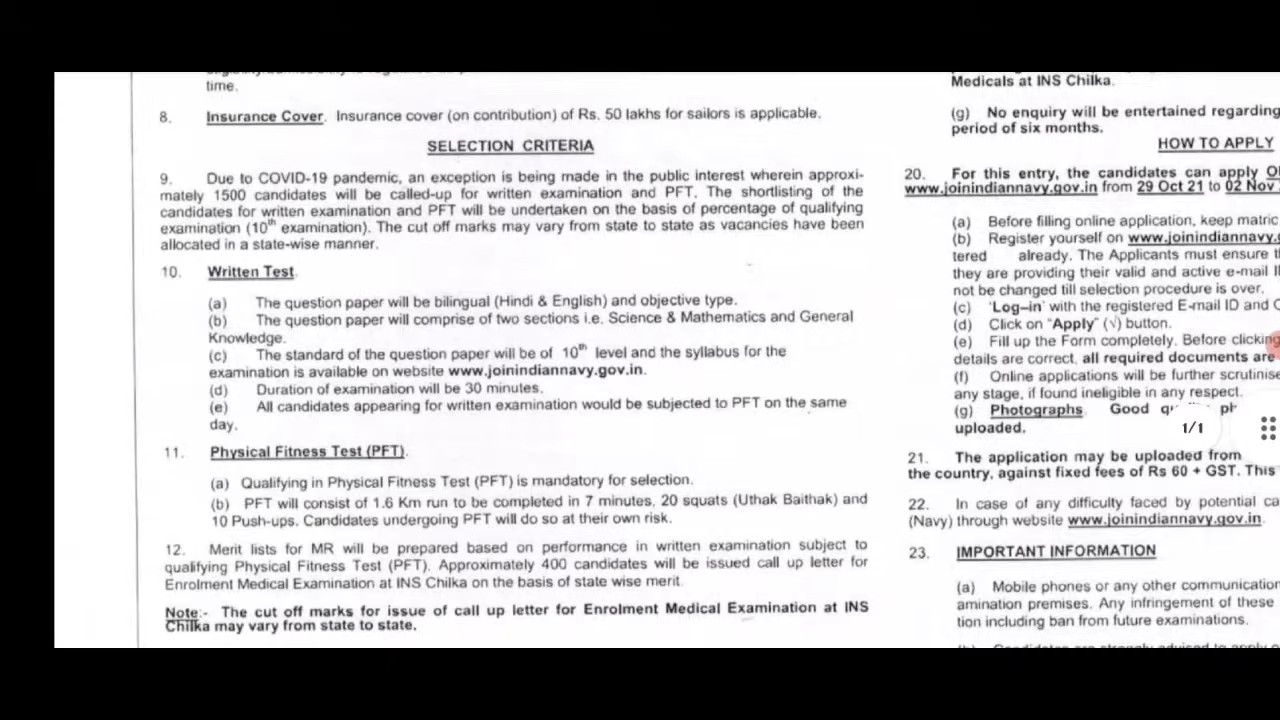 time.
8. Insurance Cover. Insurance cover (on contribution) of Rs. 50 lakhs for sailors is applicable.
SELECTION CRITERIA
9. Due to COVID-19 pandemic, an exception is being made in the public interest wherein approxi-
mately 1500 candidates will be called-up for written examination and PFT. The shortlisting of the
candidates for written examination and PFT will be undertaken on the basis of percentage of qualifying
examination (10th examination). The cut off marks may vary from state to state as vacancies have been
allocated in a state-wise manner.
10. Written Test.
(a) The question paper will be bilingual (Hindi & English) and objective type.
(b) The question paper will comprise of two sections i.e. Science & Mathematics and General
Knowledge.
(c) The standard of the question paper will be of 10th level and the syllabus for the
examination is available on website www.joinindiannavy.gov.in.
(d) Duration of examination will be 30 minutes.
(e) All candidates appearing for written examination would be subjected to PFT on the same
day.
11. Physical Fitness Test (PFT).
(a) Qualifying in Physical Fitness Test (PFT) is mandatory for selection.
(b) PFT will consist of 1.6 Km run to be completed in 7 minutes, 20 squats (Uthak Baithak) and
10 Push-ups. Candidates undergoing PFT will do so at their own risk.
12. Merit lists for MR will be prepared based on performance in written examination subject to
qualifying Physical Fitness Test (PFT). Approximately 400 candidates will be issued call up letter for
Enrolment Medical Examination at INS Chilka on the basis of state wise merit.
Note:- The cut off marks for issue of call up letter for Enrolment Medical Examination at INS
Chilka may vary from state to state.
Medicals at INS Chilka.
(g) No enquiry will be entertained regarding
period of six months.
HOW TO APPLY
20. For this entry, the candidates can apply
www.joinindiannavy.gov.in from 29 Oct 21 to 02 Nov
(a) Before filling online application, keep matric
(b) Register yourself on www.joinindiannavy.
tered already. The Applicants must ensure
they are providing their valid and active e-mail
not be changed till selection procedure is over.
(c) 'Log–in' with the registered E-mail ID and
(d) Click on "Apply" (√) button.
(e) Fill up the Form completely. Before clicking
details are correct, all required documents are
(f) Online applications will be further scrutinise
any stage, if found ineligible in any respect.
(g) Photographs. Good
uploaded.
1/1
21. The application may be uploaded from
the country, against fixed fees of Rs 60 + GST. This
22. In case of any difficulty faced by potential ca
(Navy) through website www.joinindiannavy.gov.in.
23. IMPORTANT INFORMATION
(a) Mobile phones or any other communication
amination premises. Any infringement of these
tion including ban from future examinations.